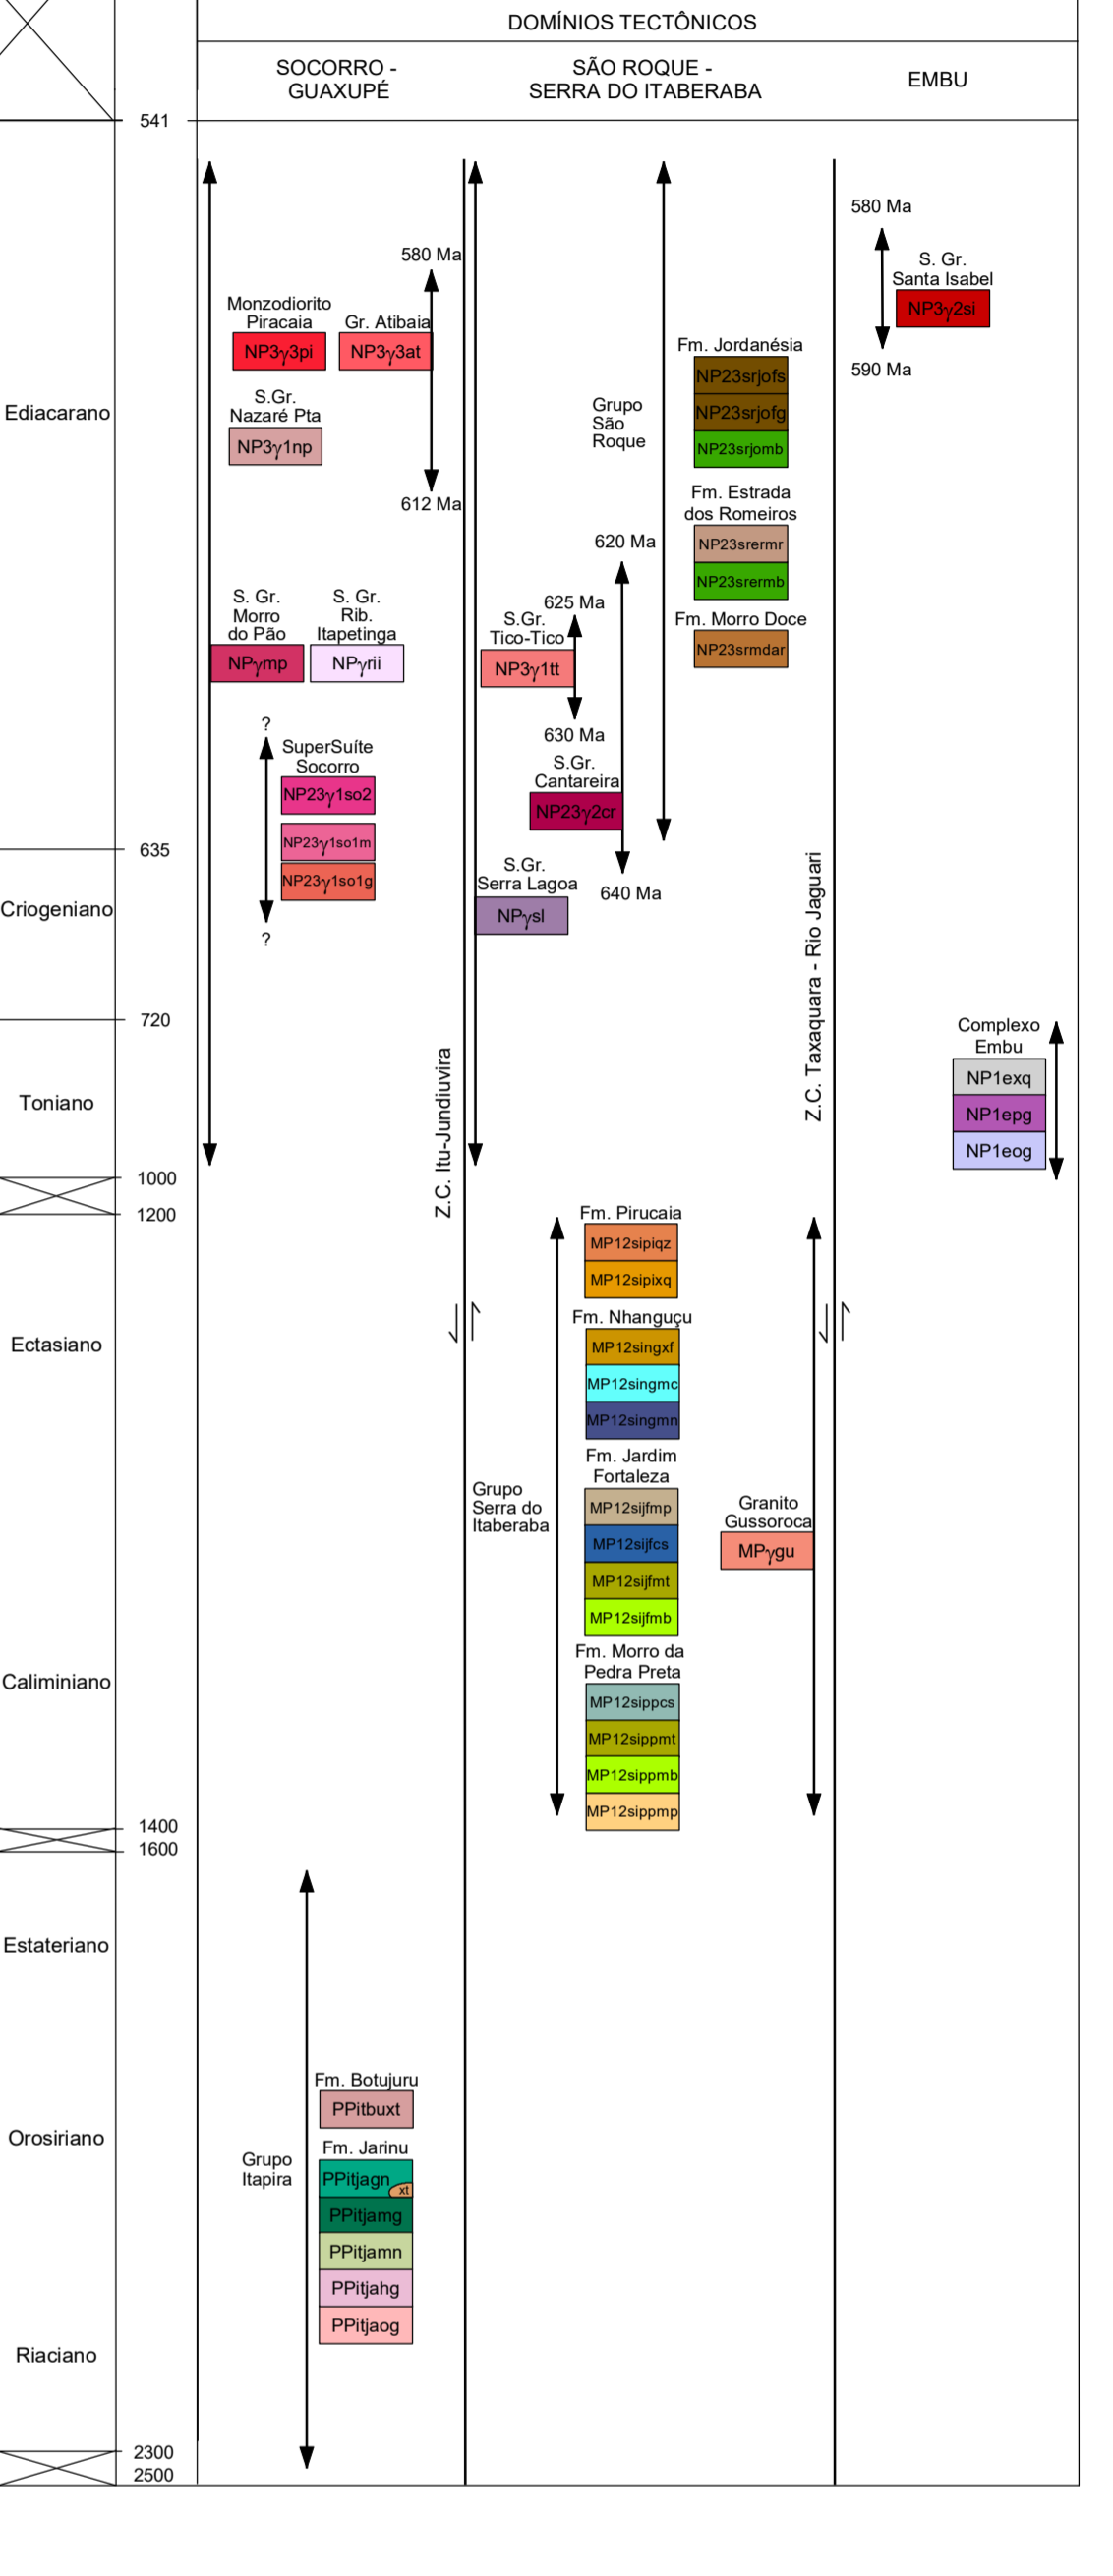 DOMÍNIOS TECTÔNICOS
SOCORRO -
GUAXUPÉ
SÃO ROQUE -
SERRA DO ITABERABA
EMBU
541
Ediacarano
580 Ma
Monzodiorito
Piracaia
NP3γ3pi
Gr. Atibaia
NP3γ3at
S.Gr.
Nazaré Pta
NP3γ1np
612 Ma
S. Gr.
Morro
do Pão
NPγmp
S. Gr.
Rib.
Itapetinga
NPγrii
?
SuperSuíte
Socorro
NP23γ1so2
NP23γ1so1m
NP23γ1so1g
?
Grupo
São
Roque
Fm. Jordanésia
NP23srjofs
NP23srjofg
NP23srjomb
Fm. Estrada
dos Romeiros
NP23srermr
NP23srermb
Fm. Morro Doce
NP23srmdar
620 Ma
625 Ma
S.Gr.
Tico-Tico
NP3γ1tt
630 Ma
S.Gr.
Cantareira
NP23γ2cr
640 Ma
S.Gr.
Serra Lagoa
NPγsl
580 Ma
S. Gr.
Santa Isabel
NP3γ2si
590 Ma
635
Criogeniano
720
Toniano
Complexo
Embu
NP1exq
NP1epg
NP1eog
Z.C. Itu-Jundiuvira
Z.C. Taxaquara - Rio Jaguari
1000
1200
Ectasiano
Fm. Pirucaia
MP12sipiqz
MP12sipixq
Fm. Nhanguçu
MP12singxf
MP12singmc
MP12singmn
Fm. Jardim
Fortaleza
MP12sijfmp
MP12sijfcs
MP12sijfmt
MP12sijfmb
Grupo
Serra do
Itaberaba
Granito
Gussoroca
MPγgu
Caliminiano
Fm. Morro da
Pedra Preta
MP12sippcs
MP12sippmt
MP12sippmb
MP12sippmp
1400
1600
Estateriano
Orosiriano
Grupo
Itapira
Fm. Botujuru
PPitbuxt
Fm. Jarinu
PPitjagn
xt
PPitjamg
PPitjamn
PPitjahg
PPitjaog
Riaciano
2300
2500